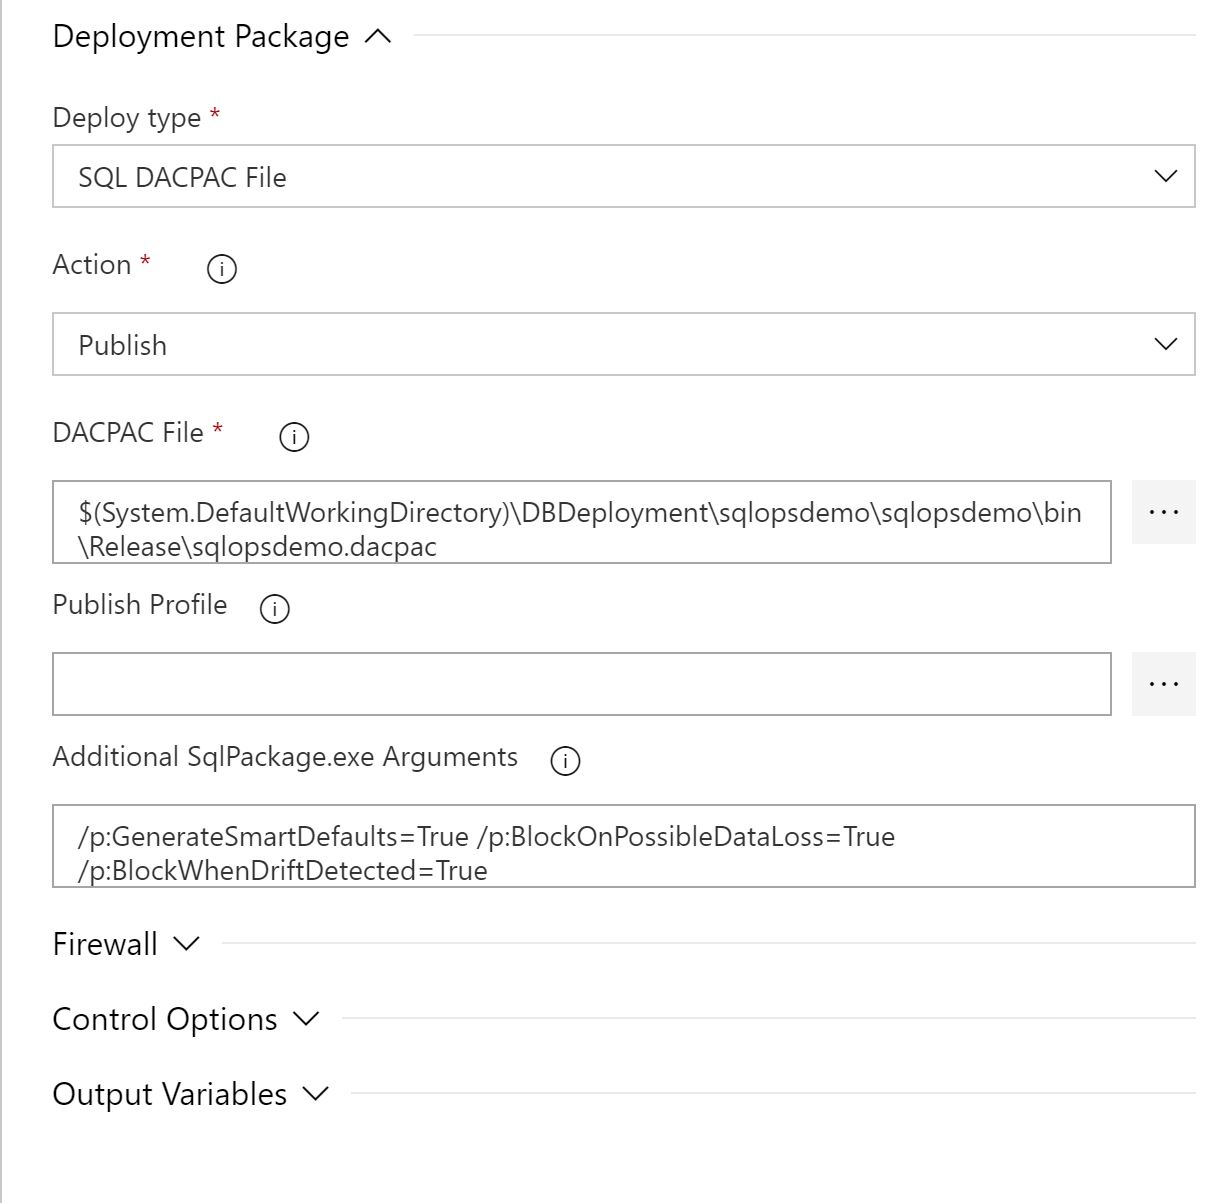 Deployment Package
Deploy type *
SQL DACPAC File
Action *
Publish
DACPAC File *
$(System.DefaultWorkingDirectory)\DBDeployment\sqlopsdemo\sqlopsdemo\bin
\Release\sqlopsdemo.dacpac
...
Publish Profile
...
Additional SqlPackage.exe Arguments
/p:GenerateSmartDefaults=True /p:BlockOnPossibleDataLoss=True
/p:BlockWhenDriftDetected=True
Firewall
Control Options
Output Variables